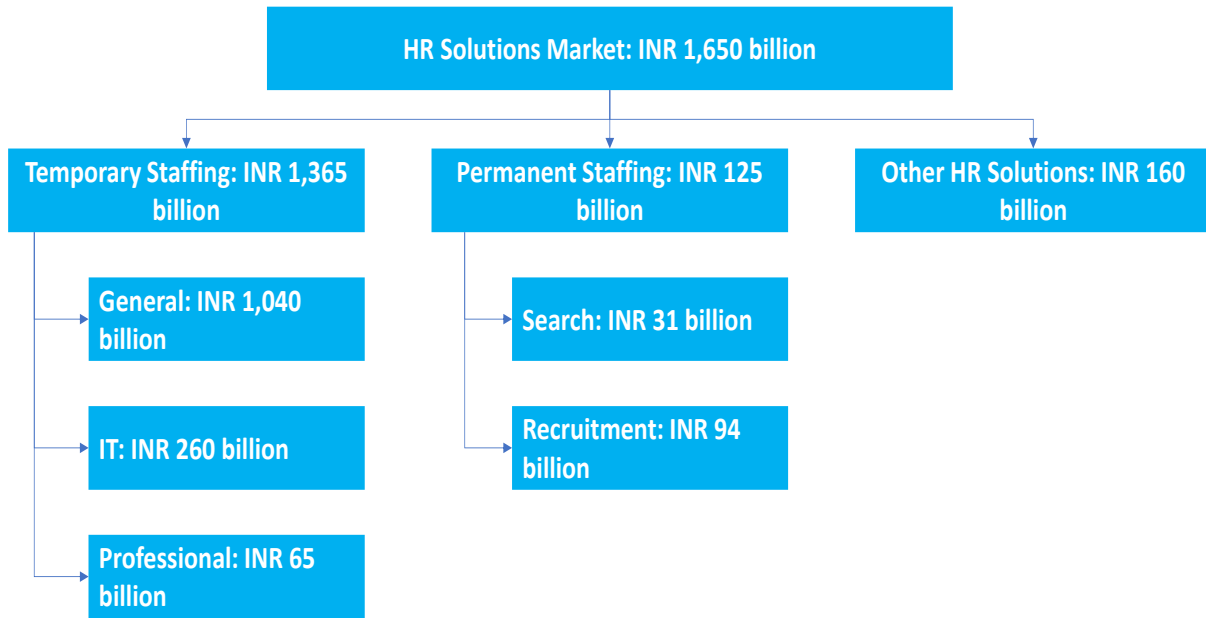 HR Solutions Market: INR 1,650 billion
Temporary Staffing: INR 1,365
billion
Permanent Staffing: INR 125
billion
Other HR Solutions: INR 160
billion
General: INR 1,040
billion
Search: INR 31 billion
IT: INR 260 billion
Recruitment: INR 94
billion
Professional: INR 65
billion